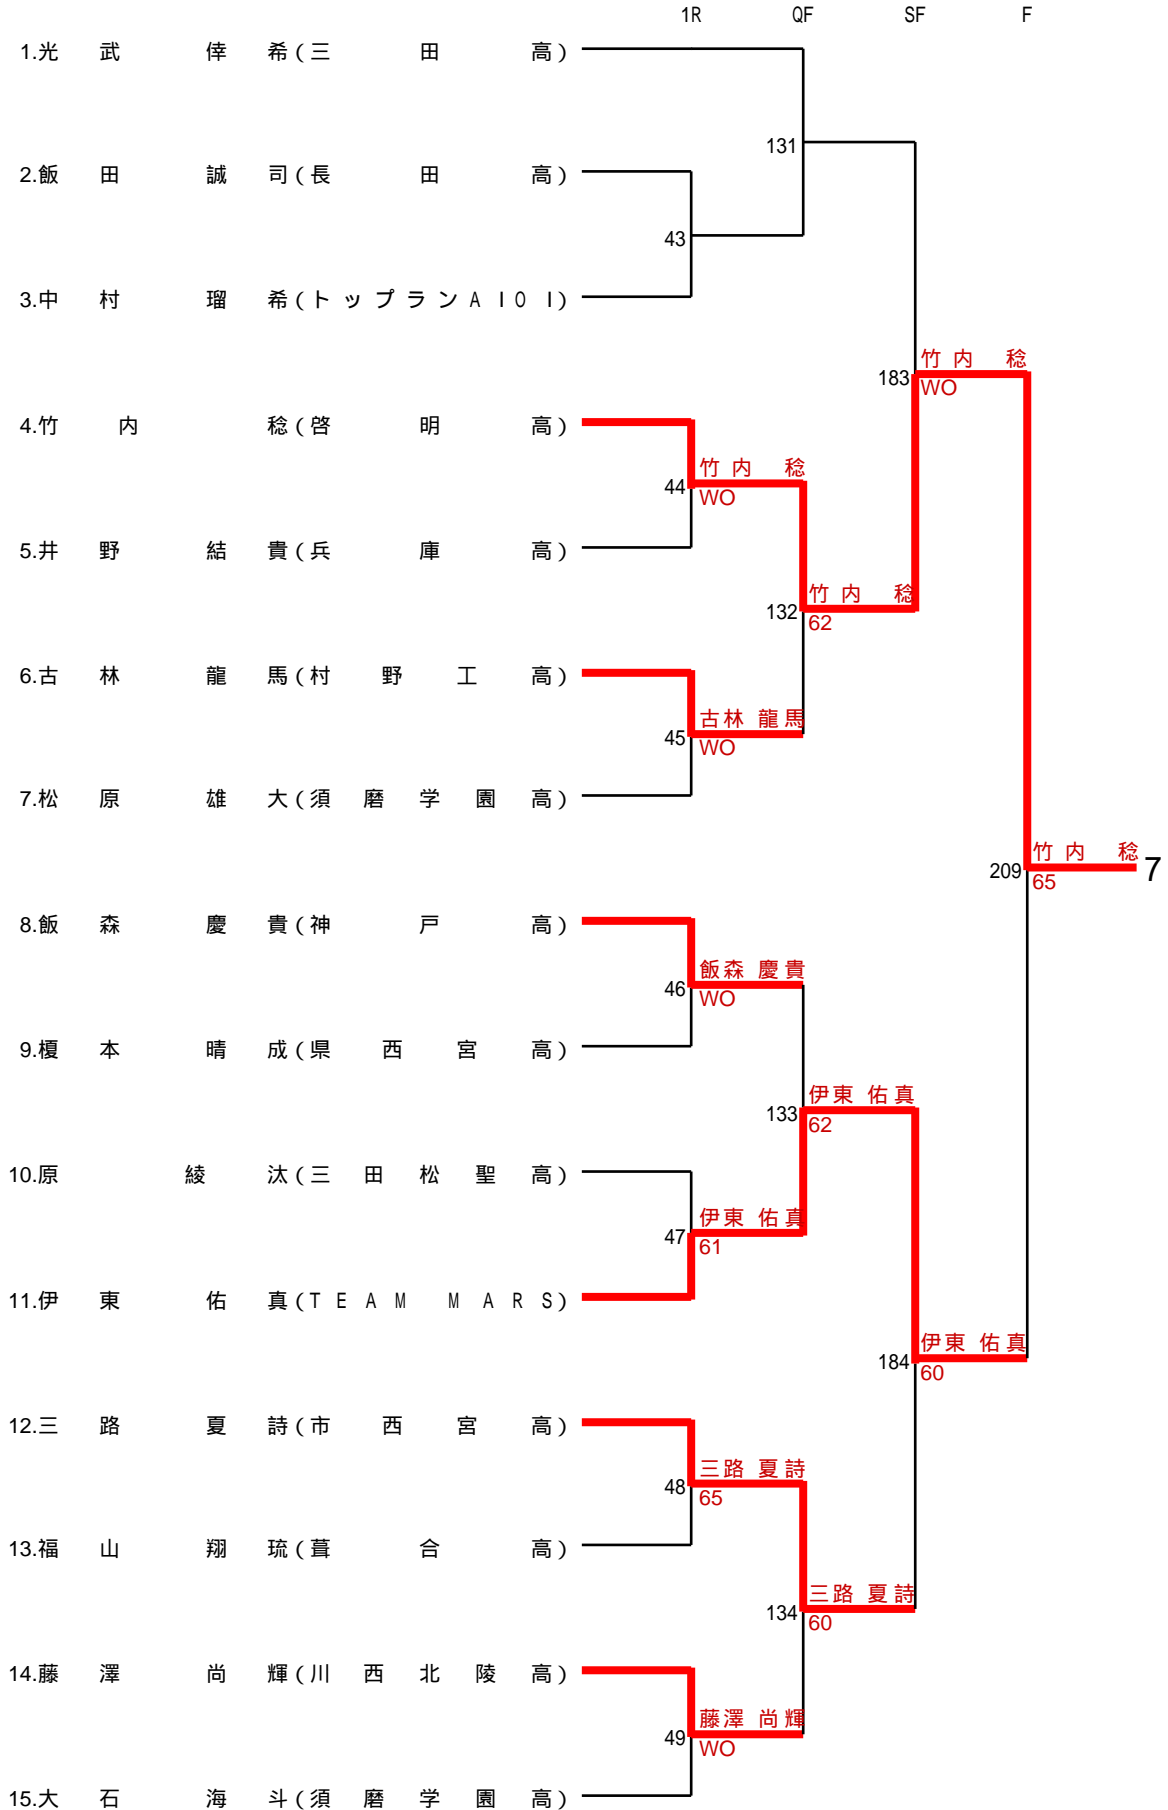 1R QF SF F
1.光 武 倖 希(三 田 高)
131
2.飯 田 誠 司(長 田 高)
43
3.中 村 瑠 希(トップランAIOI)
竹内 稔
183
WO
4.竹 内 稔(啓 明 高)
竹内 稔
44
WO
5.井 野 結 貴(兵 庫 高)
竹内 稔
132
62
6.古 林 龍 馬(村 野 工 高)
古林 龍馬
45
WO
7.松 原 雄 大(須 磨 学 園 高)
竹内 稔
209
65
7
8.飯 森 慶 貴(神 戸 高)
飯森 慶貴
46
WO
9.榎 本 晴 成(県 西 宮 高)
伊東 佑真
133
62
10.原 綾 汰(三 田 松 聖 高)
伊東 佑真
47
61
11.伊 東 佑 真(TEAM MARS)
伊東 佑真
184
60
12.三 路 夏 詩(市 西 宮 高)
三路 夏詩
48
65
13.福 山 翔 琉(葺 合 高)
三路 夏詩
134
60
14.藤 澤 尚 輝(川 西 北 陵 高)
藤澤 尚輝
49
WO
15.大 石 海 斗(須 磨 学 園 高)